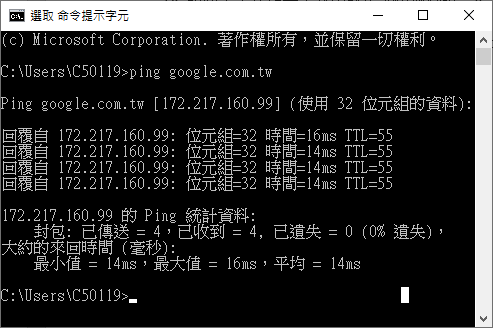 選取 命令提示字元
(c) Microsoft Corporation. 著作權所有，並保留一切權利。
C:\Users\C50119>ping google.com.tw
Ping google.com.tw [172.217.160.99] (使用 32 位元組的資料):
回覆自 172.217.160.99: 位元組=32 時間=16ms TTL=55
回覆自 172.217.160.99: 位元組=32 時間=14ms TTL=55
回覆自 172.217.160.99: 位元組=32 時間=14ms TTL=55
回覆自 172.217.160.99: 位元組=32 時間=14ms TTL=55
172.217.160.99 的 Ping 統計資料:
封包: 已傳送 = 4，已收到 = 4, 已遺失 = 0 (0% 遺失)，
大約的來回時間 (毫秒):
最小值 = 14ms，最大值 = 16ms，平均 = 14ms
C:\Users\C50119>